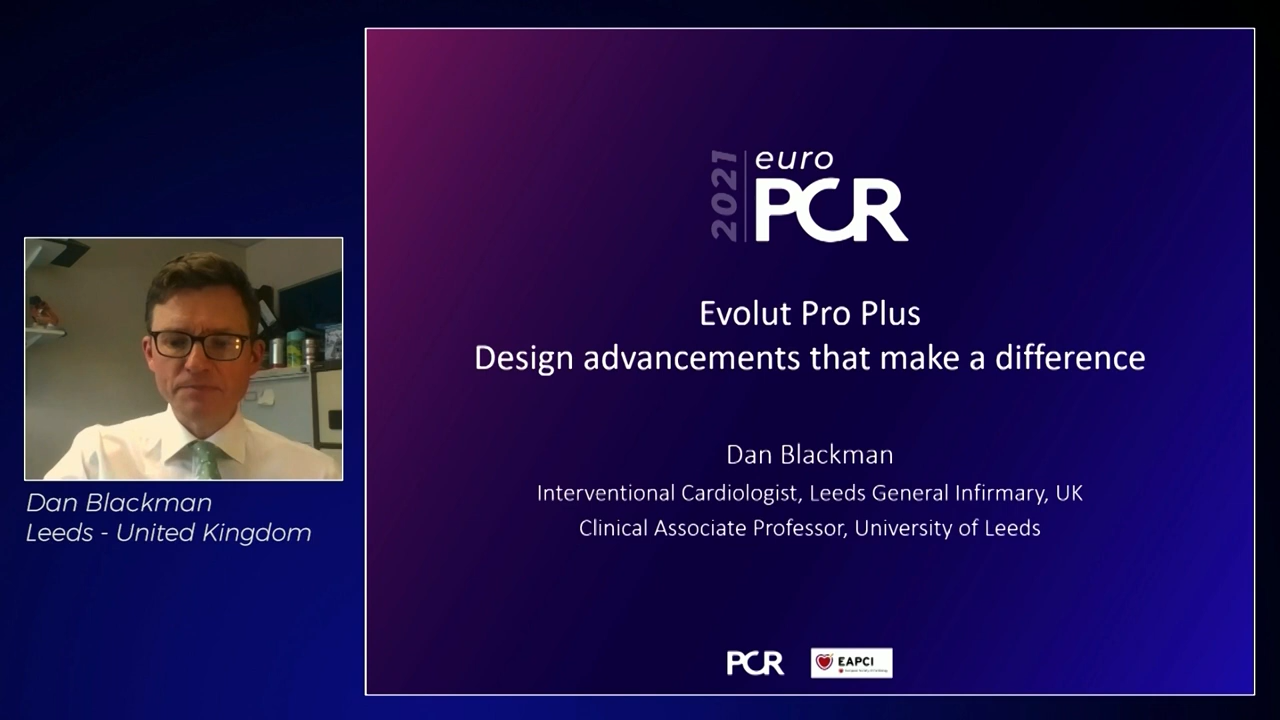 2021
euro
PCR
Evolut Pro Plus
Design advancements that make a difference
Dan Blackman
Interventional Cardiologist, Leeds General Infirmary, UK
Clinical Associate Professor, University of Leeds
Dan Blackman
Leeds - United Kingdom
PCR
EAPCI